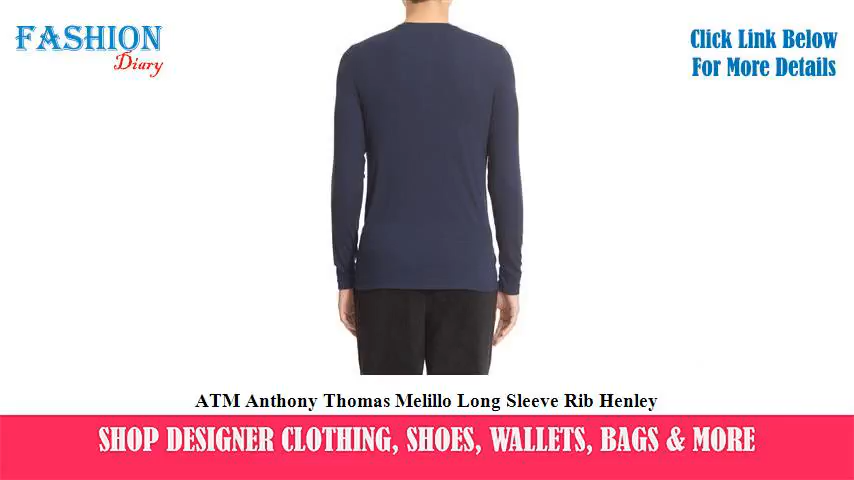 FASHION
Diary
Click Link Below
For More Details
ATM Anthony Thomas Melillo Long Sleeve Rib Henley
SHOP DESIGNER CLOTHING, SHOES, WALLETS, BAGS & MORE